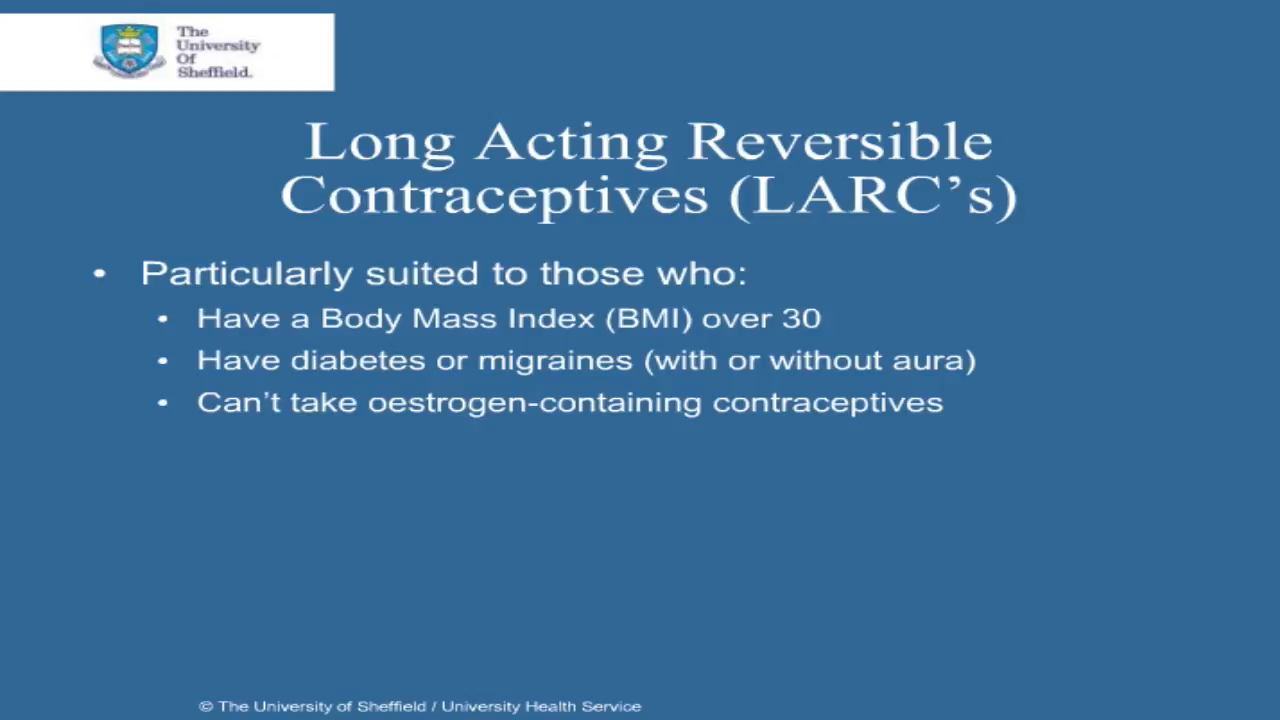 The
University
Of
Sheffield.
Long Acting Reversible
Contraceptives (LARC's)
• Particularly suited to those who:
• Have a Body Mass Index (BMI) over 30
• Have diabetes or migraines (with or without aura)
• Can't take oestrogen-containing contraceptives
© The University of Sheffield / University Health Service